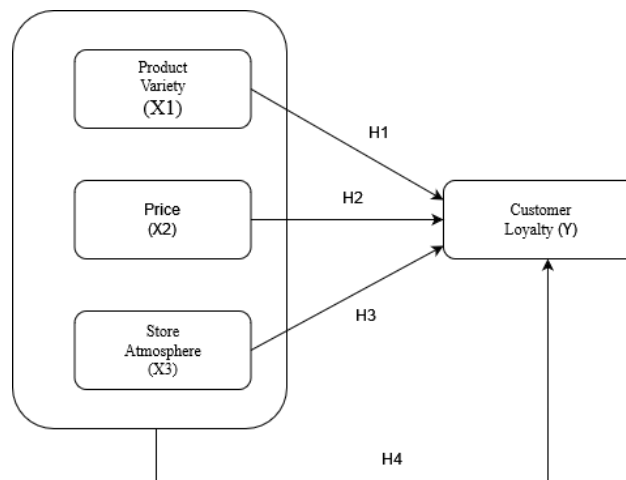 Product
Variety
(X1)
H1
Price
(X2)
H2
Customer
Loyalty (Y)
Store
Atmosphere
(X3)
H3
H4